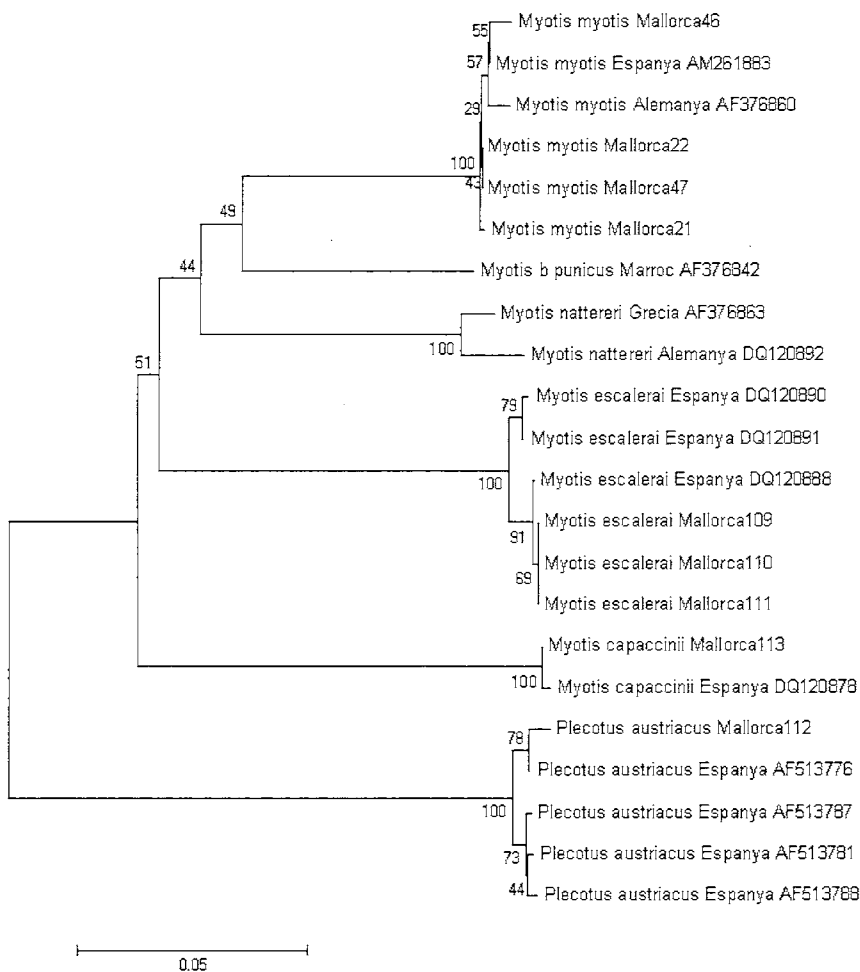 55
Myotis myotis Mallorca46
57
Myotis myotis Espanya AM261883
29
Myotis myotis Alemanya AF376860
Myotis myotis Mallorca22
100
43
Myotis myotis Mallorca47
Myotis myotis Mallorca21
49
Myotis b punicus Marroc AF376842
44
Myotis nattereri Grecia AF376863
100
Myotis nattereri Alemanya DQ120892
51
79
Myotis escalerai Espanya DQ120890
Myotis escalerai Espanya DQ120891
100
Myotis escalerai Espanya DQ120888
Myotis escalerai Mallorca109
91
Myotis escalerai Mallorca110
69
Myotis escalerai Mallorca111
Myotis capaccinii Mallorca113
100
Myotis capaccinii Espanya DQ120878
Plecotus austriacus Mallorca112
78
Plecotus austriacus Espanya AF513776
100
Plecotus austriacus Espanya AF513787
73
Plecotus austriacus Espanya AF513781
44
Plecotus austriacus Espanya AF513788
0.05